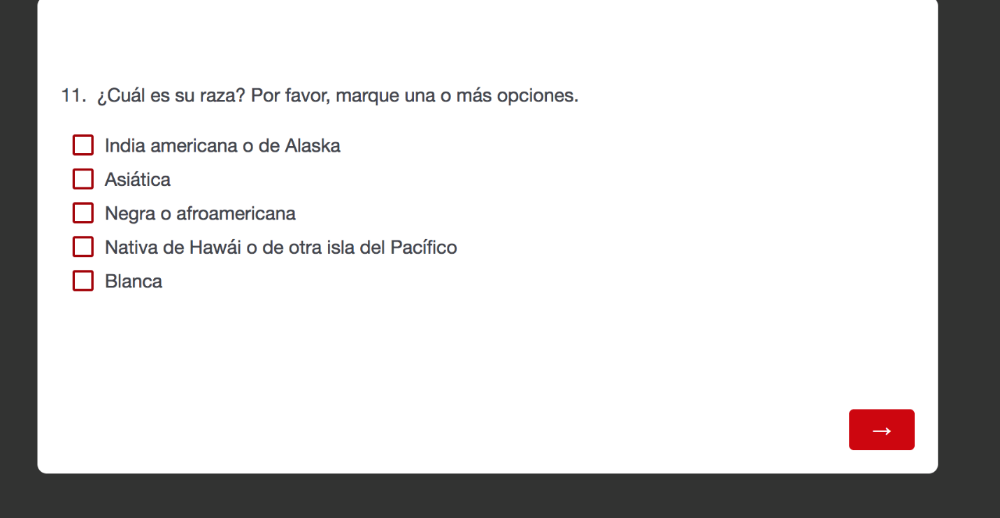 11. ¿Cuál es su raza? Por favor, marque una o más opciones.
India americana o de Alaska
Asiática
Negra o afroamericana
Nativa de Hawái o de otra isla del Pacífico
Blanca
→